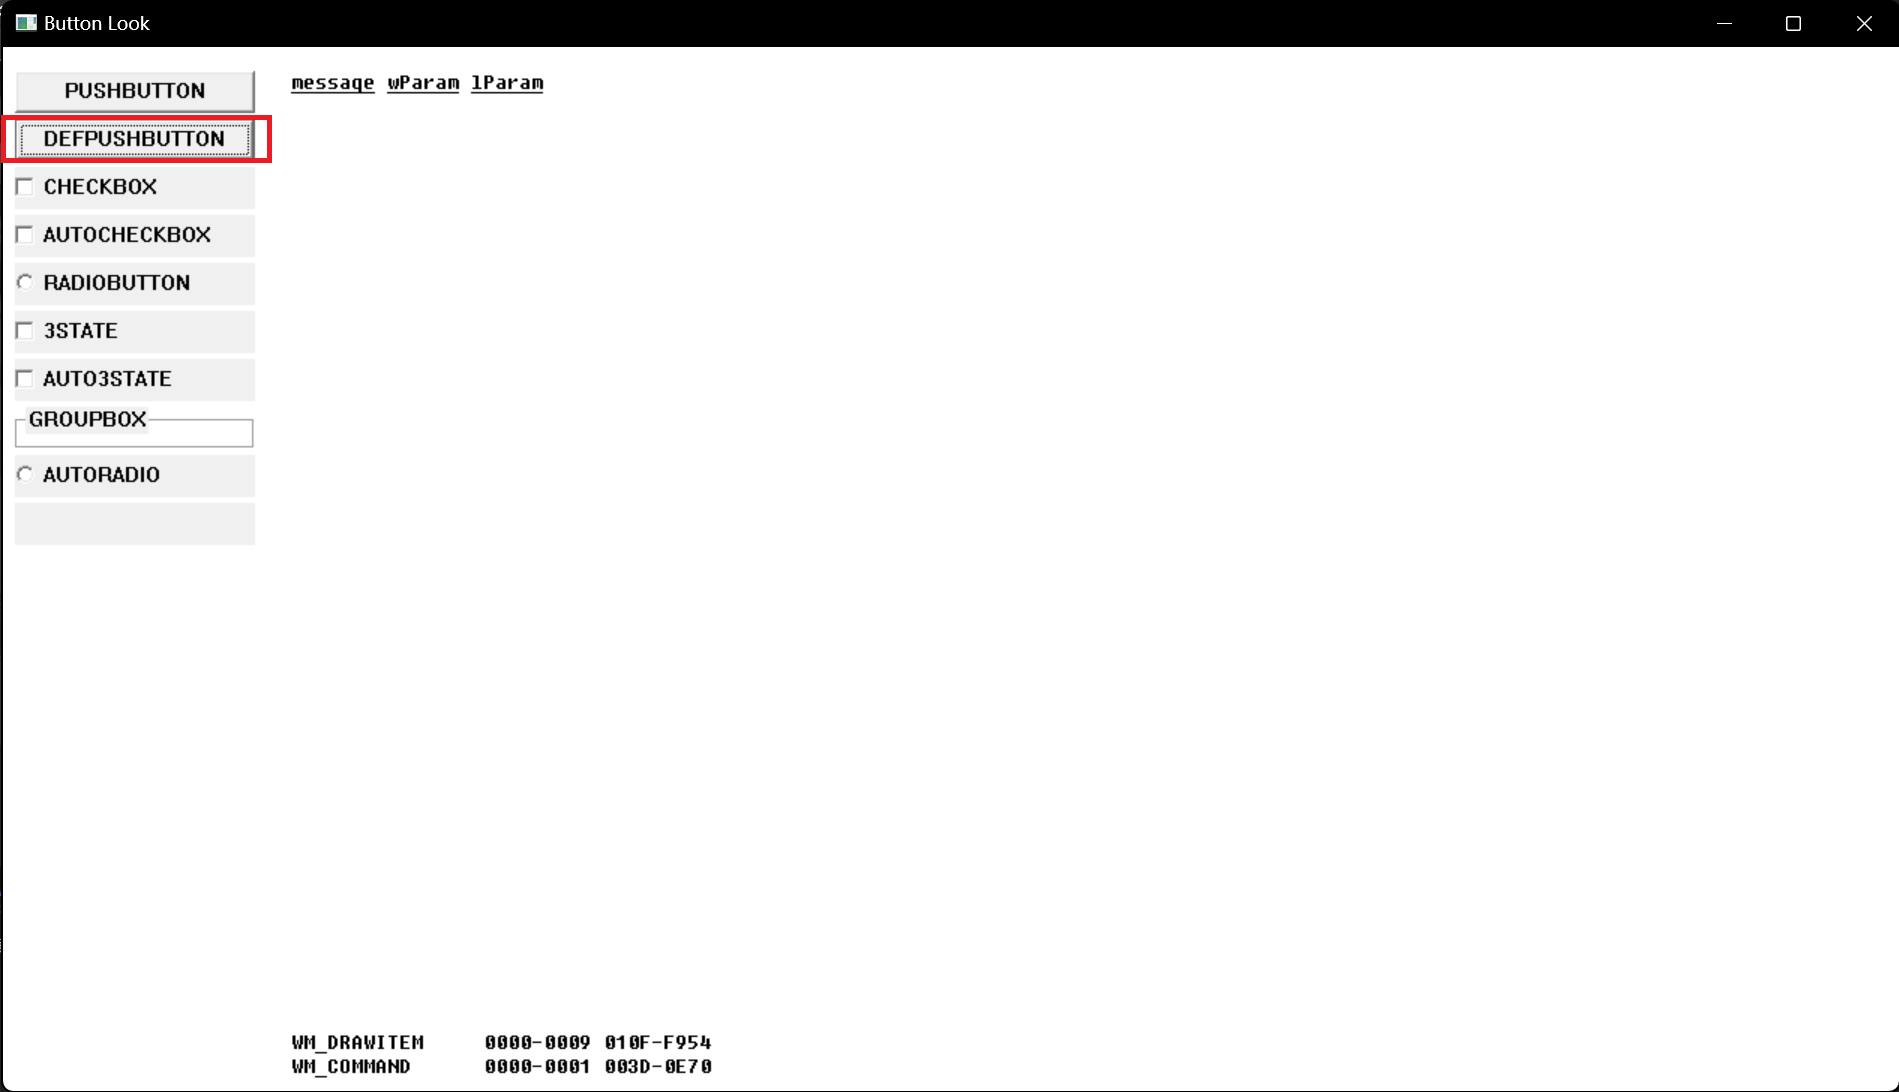 Button Look
PUSHBUTTON
message wParam lParam
DEFPUSHBUTTON
CHECKBOX
AUTOCHECKBOX
RADIOBUTTON
3STATE
AUTO3STATE
GROUPBOX
AUTORADIO
WM_DRAWITEM 0000-0009 010F-F954
WM_COMMAND 0000-0001 003D-0E70